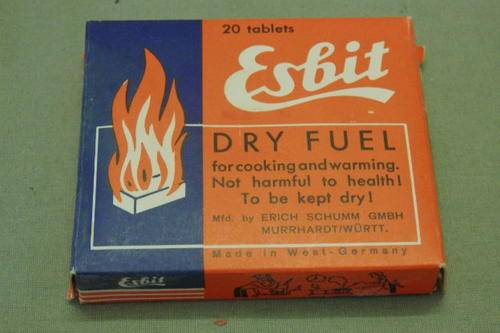 20 tablets
Esbit
DRY FUEL
for cooking and warming.
Not harmful to health!
To be kept dry!
Mfd. by ERICH SCHUMM GMBH
MURRHARDT/WÜRTT.
Made in West-Germany
Esbit